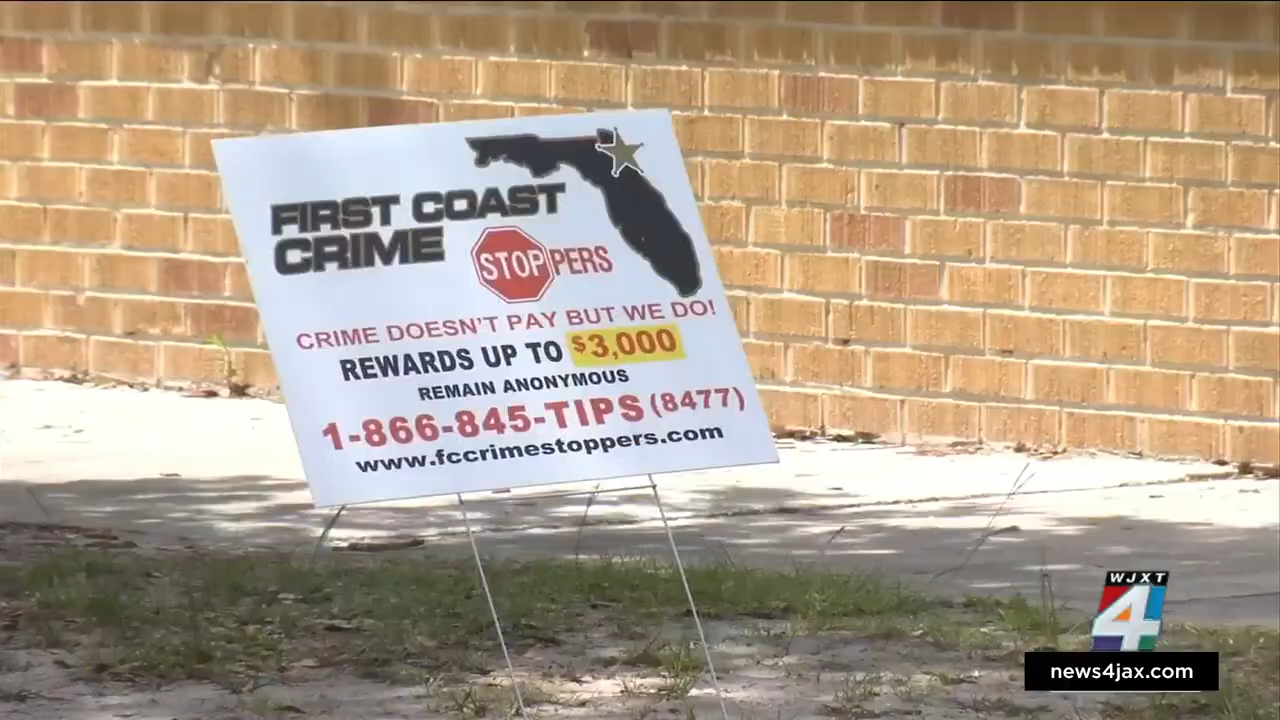 FIRST COAST
CRIME STOPPERS
CRIME DOESN'T PAY BUT WE DO!
REWARDS UP TO $3,000
REMAIN ANONYMOUS
1-866-845-TIPS (8477)
www.fccrimestoppers.com
WJXT
4
news4jax.com